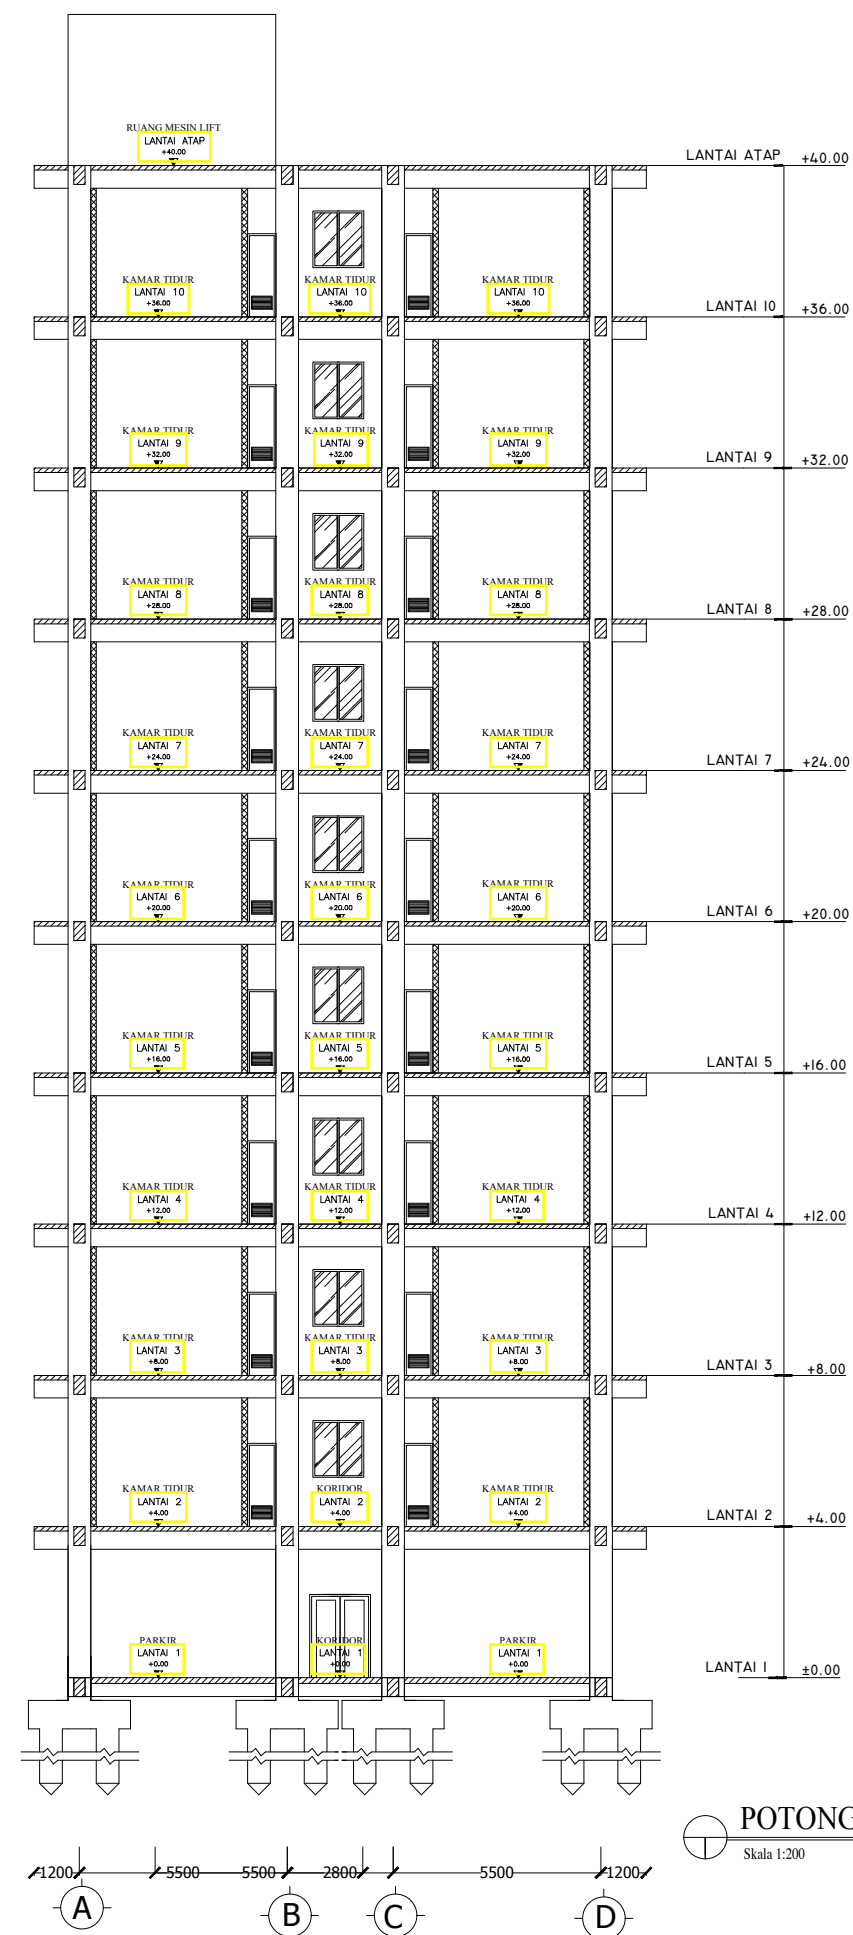 RUANG MESIN LIFT
LANTAI ATAP
+40.00
LANTAI ATAP +40.00
KAMAR TIDUR KAMAR TIDUR KAMAR TIDUR
LANTAI 10 LANTAI 10 LANTAI 10
+36.00 +36.00 +36.00
LANTAI 10 +36.00
KAMAR TIDUR KAMAR TIDUR KAMAR TIDUR
LANTAI 9 LANTAI 9 LANTAI 9
+32.00 +32.00 +32.00
LANTAI 9 +32.00
KAMAR TIDUR KAMAR TIDUR KAMAR TIDUR
LANTAI 8 LANTAI 8 LANTAI 8
+28.00 +28.00 +28.00
LANTAI 8 +28.00
KAMAR TIDUR KAMAR TIDUR KAMAR TIDUR
LANTAI 7 LANTAI 7 LANTAI 7
+24.00 +24.00 +24.00
LANTAI 7 +24.00
KAMAR TIDUR KAMAR TIDUR KAMAR TIDUR
LANTAI 6 LANTAI 6 LANTAI 6
+20.00 +20.00 +20.00
LANTAI 6 +20.00
KAMAR TIDUR KAMAR TIDUR KAMAR TIDUR
LANTAI 5 LANTAI 5 LANTAI 5
+16.00 +16.00 +16.00
LANTAI 5 +16.00
KAMAR TIDUR KAMAR TIDUR KAMAR TIDUR
LANTAI 4 LANTAI 4 LANTAI 4
+12.00 +12.00 +12.00
LANTAI 4 +12.00
KAMAR TIDUR KAMAR TIDUR KAMAR TIDUR
LANTAI 3 LANTAI 3 LANTAI 3
+8.00 +8.00 +8.00
LANTAI 3 +8.00
KAMAR TIDUR KORIDOR KAMAR TIDUR
LANTAI 2 LANTAI 2 LANTAI 2
+4.00 +4.00 +4.00
LANTAI 2 +4.00
PARKIR KORIDOR PARKIR
LANTAI 1 LANTAI 1 LANTAI 1
+0.00 +0.00 +0.00
LANTAI 1 ±0.00
POTONG
Skala 1:200
1200 5500 5500 2800 5500 1200
A B C D